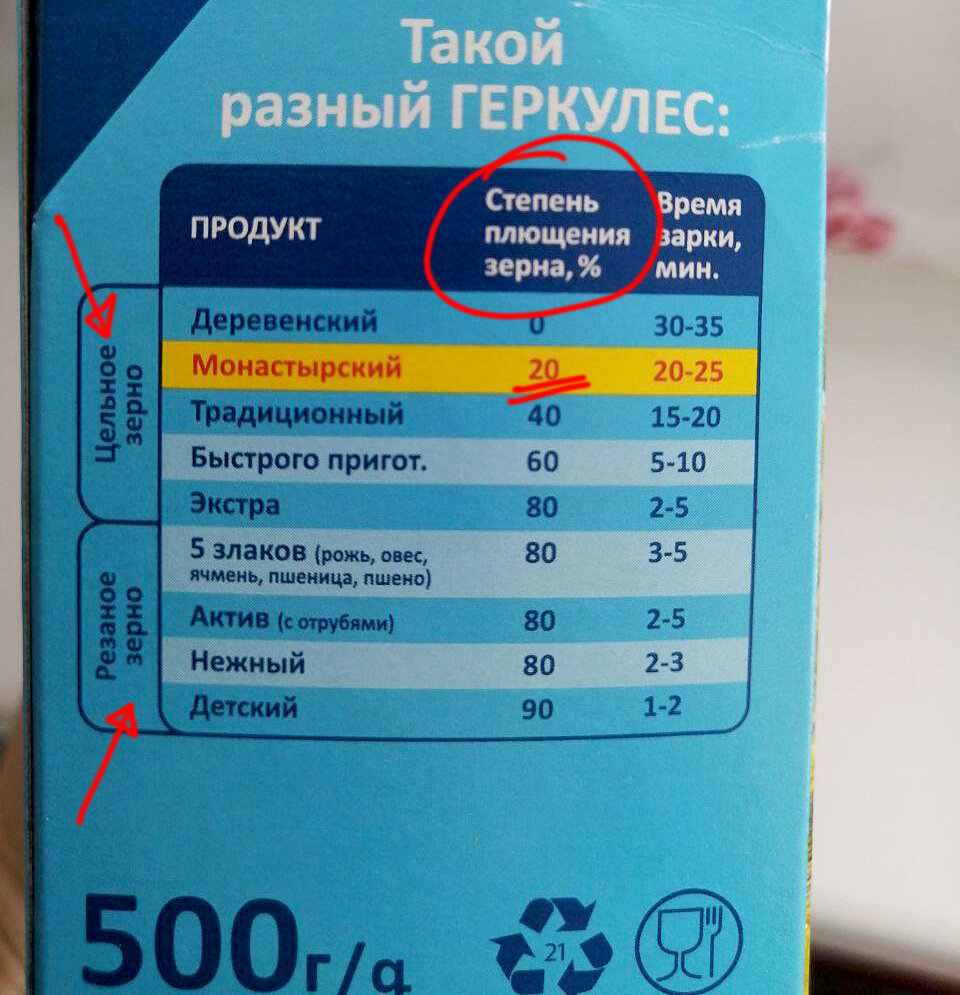 Такой
разный ГЕРКУЛЕС:
ПРОДУКТ
Степень
плющения
зерна, %
Время
варки,
мин.
Цельное
зерно
Деревенский 0 30-35
Монастырский 20 20-25
Традиционный 40 15-20
Быстрого пригот. 60 5-10
Экстра 80 2-5
Резаное
зерно
5 злаков (рожь, овес, 80 3-5
ячмень, пшеница, пшено)
Актив (с отрубями) 80 2-5
Нежный 80 2-3
Детский 90 1-2
500г/g
21